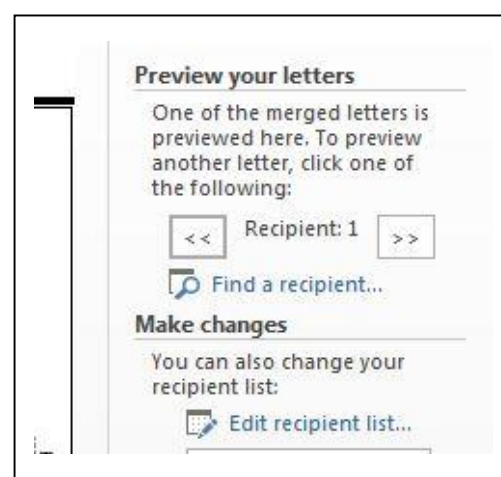 Preview your letters
One of the merged letters is
previewed here. To preview
another letter, click one of
the following:
<< Recipient: 1 >>
Find a recipient...
Make changes
You can also change your
recipient list:
Edit recipient list...